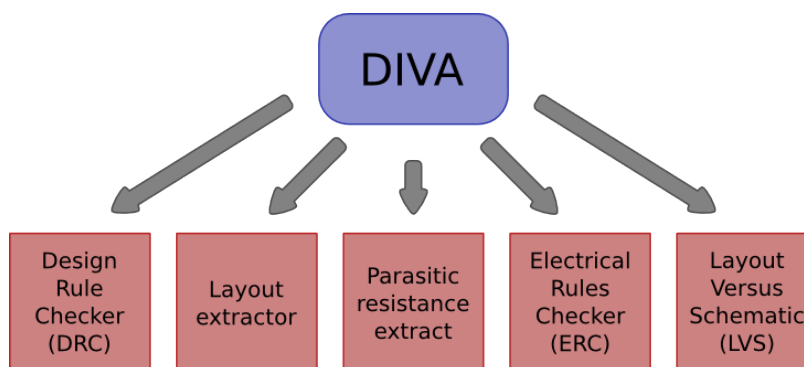 DIVA
Design
Rule
Checker
(DRC)
Layout
extractor
Parasitic
resistance
extract
Electrical
Rules
Checker
(ERC)
Layout
Versus
Schematic
(LVS)